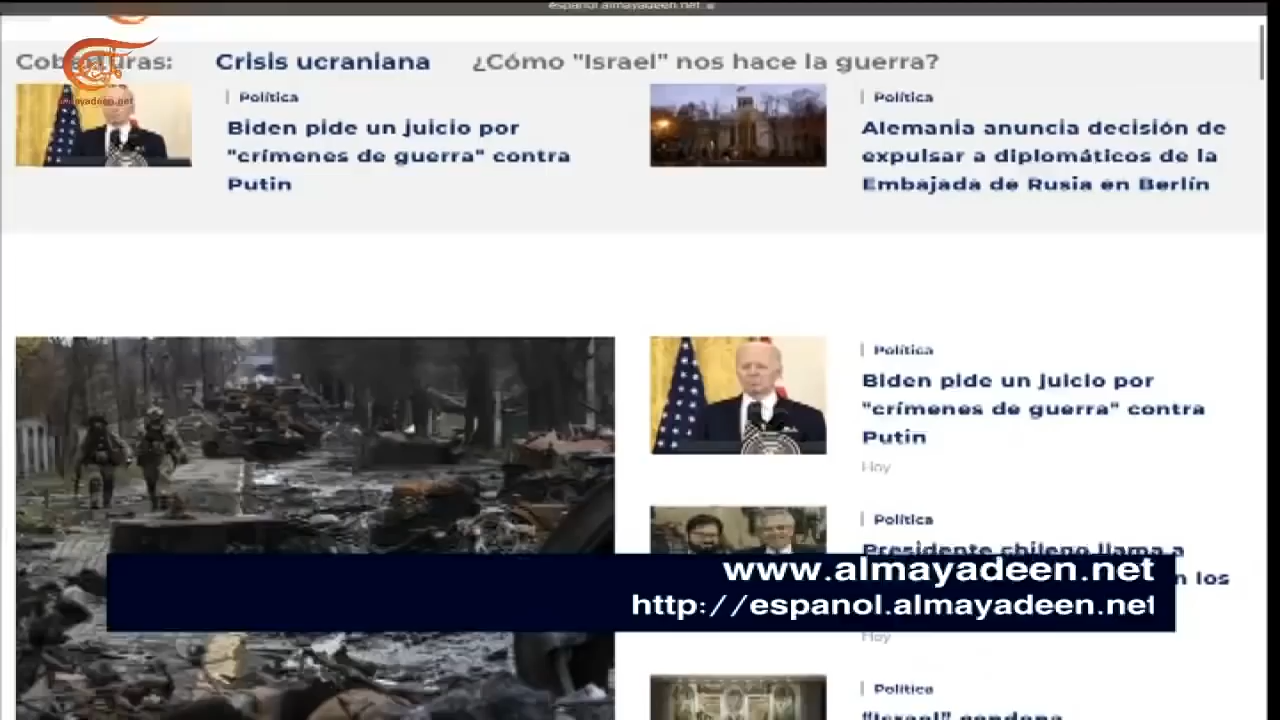 espanol.almayadeen.net
Coberturas:
Crisis ucraniana
¿Cómo "Israel" nos hace la guerra?
almayadeen.net
Política
Biden pide un juicio por
"crímenes de guerra" contra
Putin
Política
Alemania anuncia decisión de
expulsar a diplomáticos de la
Embajada de Rusia en Berlín
Política
Biden pide un juicio por
"crímenes de guerra" contra
Putin
Hoy
Política
Presidente chileno llama a
n los
Hoy
www.almayadeen.net
http://espanol.almayadeen.net
Política
"Israel" condena